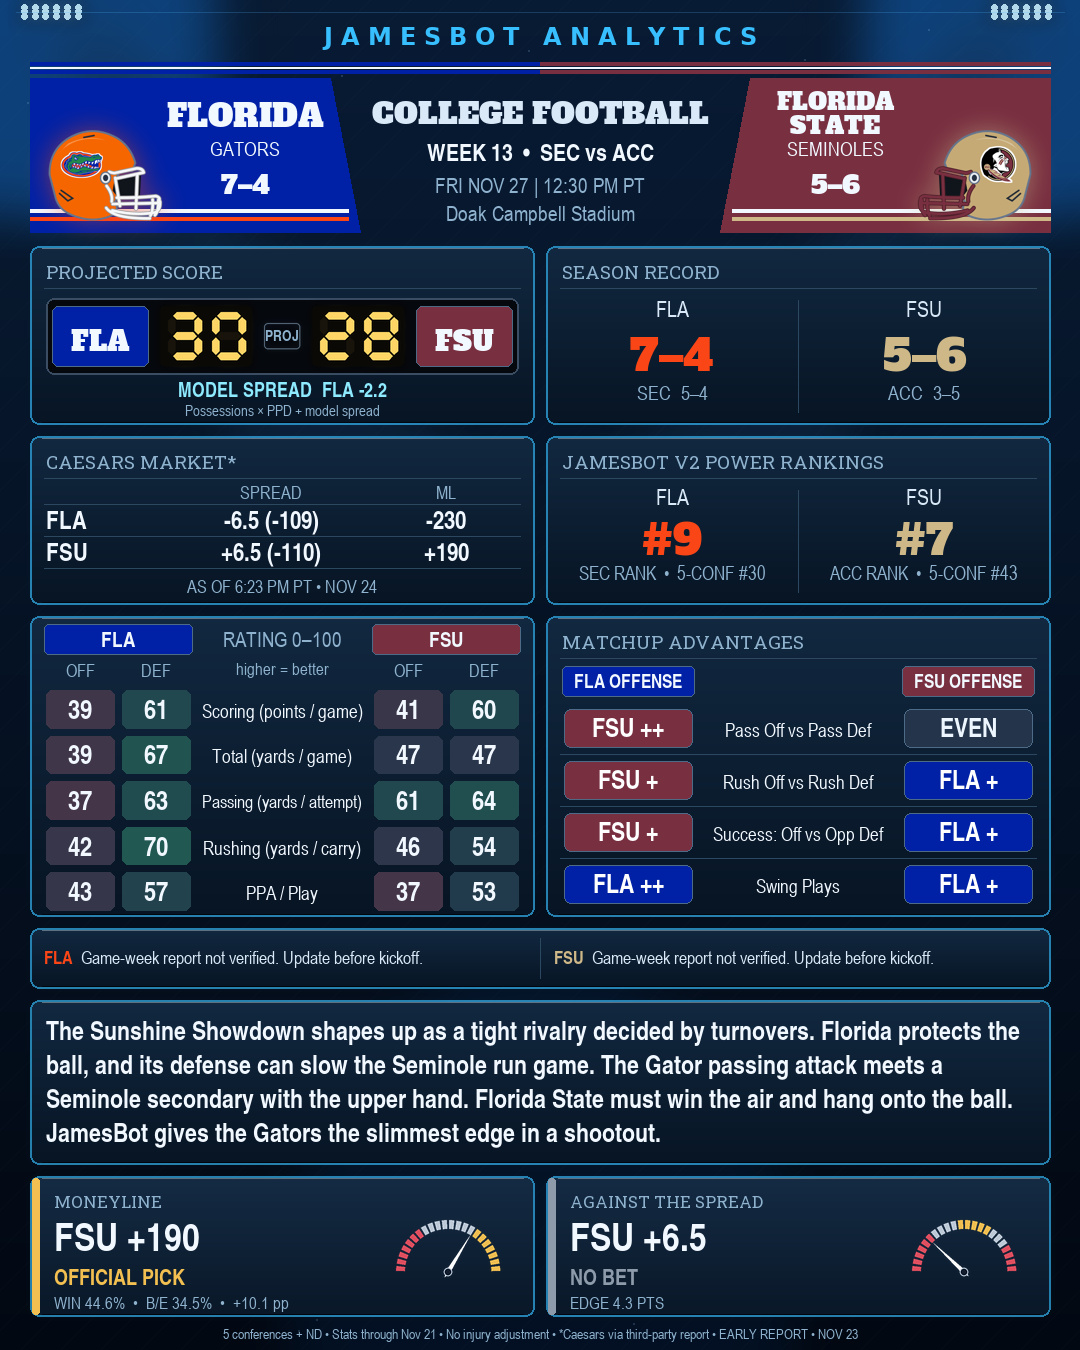 JAMESBOT ANALYTICS
FLORIDA
GATORS
7–4
COLLEGE FOOTBALL
WEEK 13 • SEC vs ACC
FRI NOV 27 | 12:30 PM PT
Doak Campbell Stadium
FLORIDA
STATE
SEMINOLES
5–6
PROJECTED SCORE
FLA 30 PROJ 28 FSU
MODEL SPREAD FLA -2.2
Possessions × PPD + model spread
SEASON RECORD
FLA FSU
7–4 5–6
SEC 5–4 ACC 3–5
CAESARS MARKET*
SPREAD ML
FLA -6.5 (-109) -230
FSU +6.5 (-110) +190
AS OF 6:23 PM PT • NOV 24
JAMESBOT V2 POWER RANKINGS
FLA FSU
#9 #7
SEC RANK • 5-CONF #30 ACC RANK • 5-CONF #43
FLA RATING 0–100 FSU
OFF DEF higher = better OFF DEF
39 61 Scoring (points / game) 41 60
39 67 Total (yards / game) 47 47
37 63 Passing (yards / attempt) 61 64
42 70 Rushing (yards / carry) 46 54
43 57 PPA / Play 37 53
MATCHUP ADVANTAGES
FLA OFFENSE FSU OFFENSE
FSU ++ Pass Off vs Pass Def EVEN
FSU + Rush Off vs Rush Def FLA +
FSU + Success: Off vs Opp Def FLA +
FLA ++ Swing Plays FLA +
FLA Game-week report not verified. Update before kickoff.
FSU Game-week report not verified. Update before kickoff.
The Sunshine Showdown shapes up as a tight rivalry decided by turnovers. Florida protects the
ball, and its defense can slow the Seminole run game. The Gator passing attack meets a
Seminole secondary with the upper hand. Florida State must win the air and hang onto the ball.
JamesBot gives the Gators the slimmest edge in a shootout.
MONEYLINE
FSU +190
OFFICIAL PICK
WIN 44.6% • B/E 34.5% • +10.1 pp
AGAINST THE SPREAD
FSU +6.5
NO BET
EDGE 4.3 PTS
5 conferences + ND • Stats through Nov 21 • No injury adjustment • *Caesars via third-party report • EARLY REPORT • NOV 23